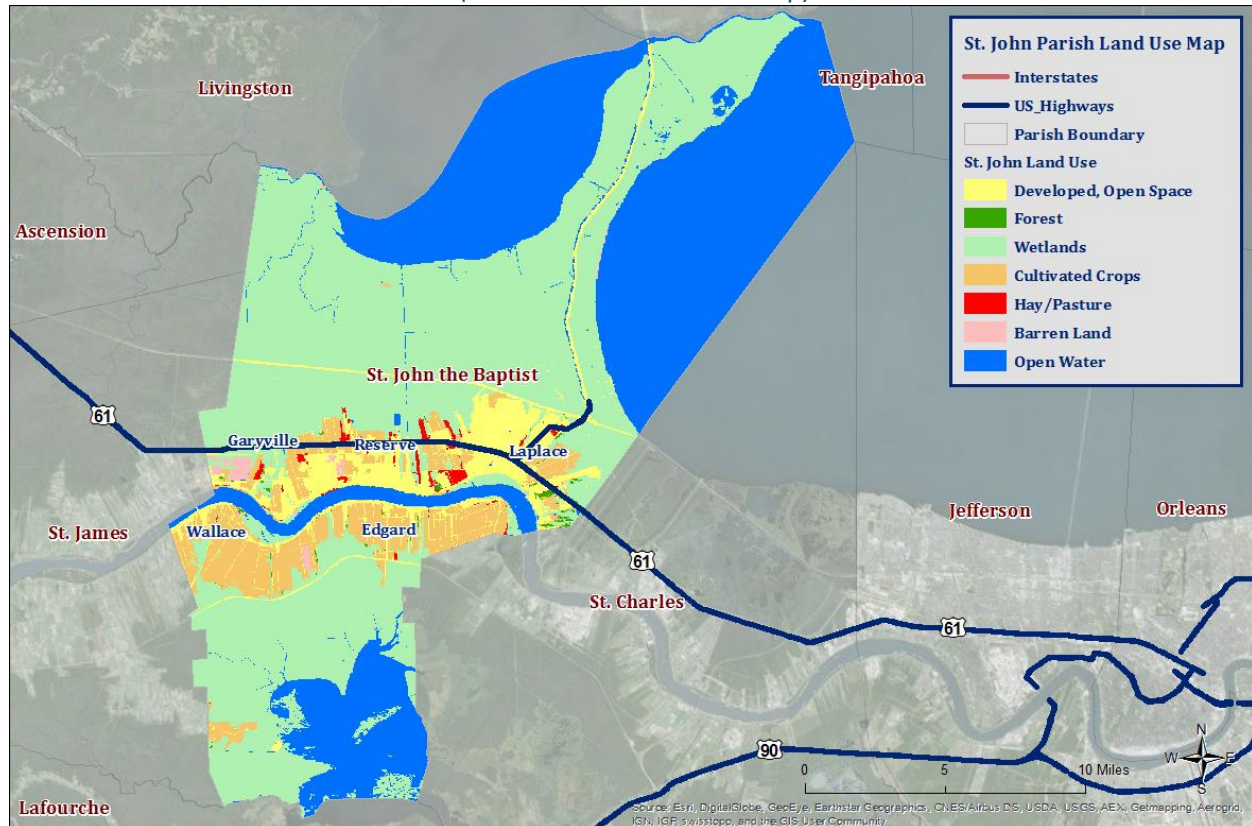 St. John Parish Land Use Map
Interstates
US_Highways
Parish Boundary
St. John Land Use
Developed, Open Space
Forest
Wetlands
Cultivated Crops
Hay/Pasture
Barren Land
Open Water
Livingston
Tangipahoa
Ascension
St. John the Baptist
61
Garyville
Reserve
Laplace
St. James
Wallace
Edgard
Jefferson
Orleans
61
St. Charles
61
90
Lafourche
0 5 10 Miles
N
W E
S
Source: Esri, DigitalGlobe, GeoEye, Earthstar Geographics, CNES/Airbus DS, USDA, USGS, AEX, Getmapping, Aerogrid,
IGN, IGP, swisstopo, and the GIS User Community